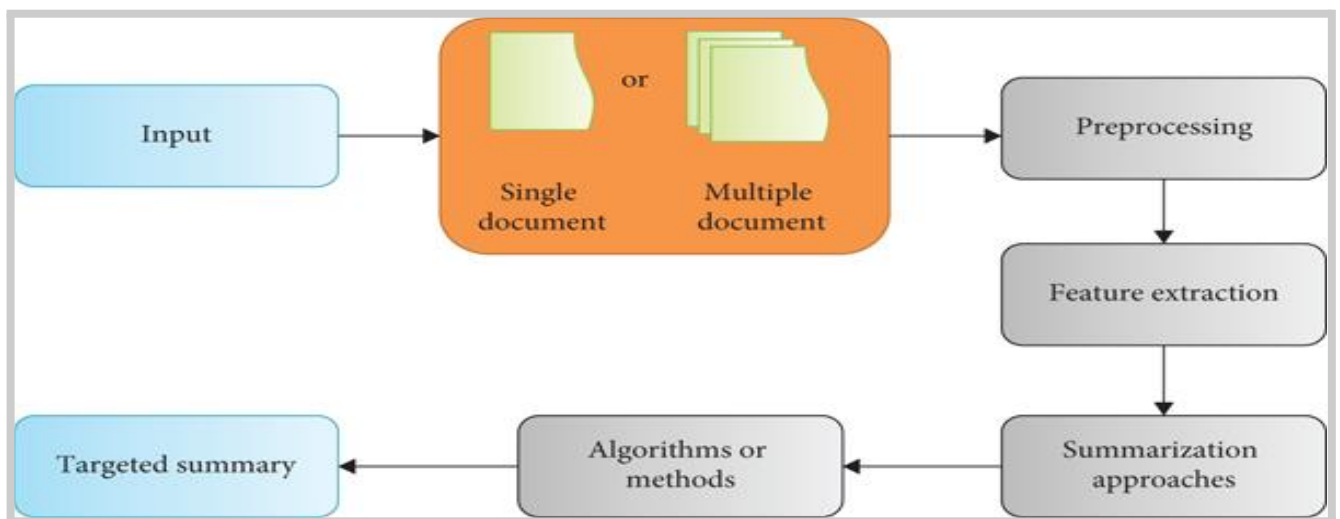 Input
or
Single
document
Multiple
document
Preprocessing
Feature extraction
Summarization
approaches
Algorithms or
methods
Targeted summary